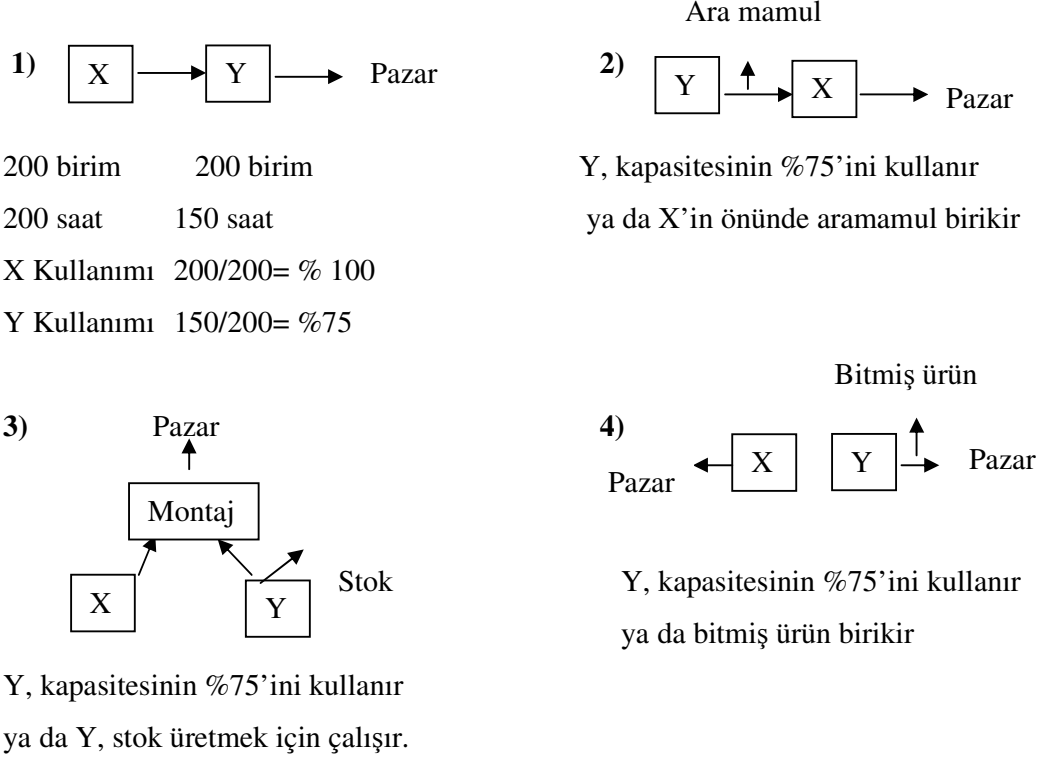 1)
X
Y
Pazar
200 birim 200 birim
200 saat 150 saat
X Kullanımı 200/200= % 100
Y Kullanımı 150/200= %75
Ara mamul
2)
Y
X
Pazar
Y, kapasitesinin %75’ini kullanır
ya da X’in önünde aramamul birikir
3)
Pazar
Montaj
X
Y
Stok
Y, kapasitesinin %75’ini kullanır
ya da Y, stok üretmek için çalışır.
Bitmiş ürün
4)
Pazar
X
Y
Pazar
Y, kapasitesinin %75’ini kullanır
ya da bitmiş ürün birikir